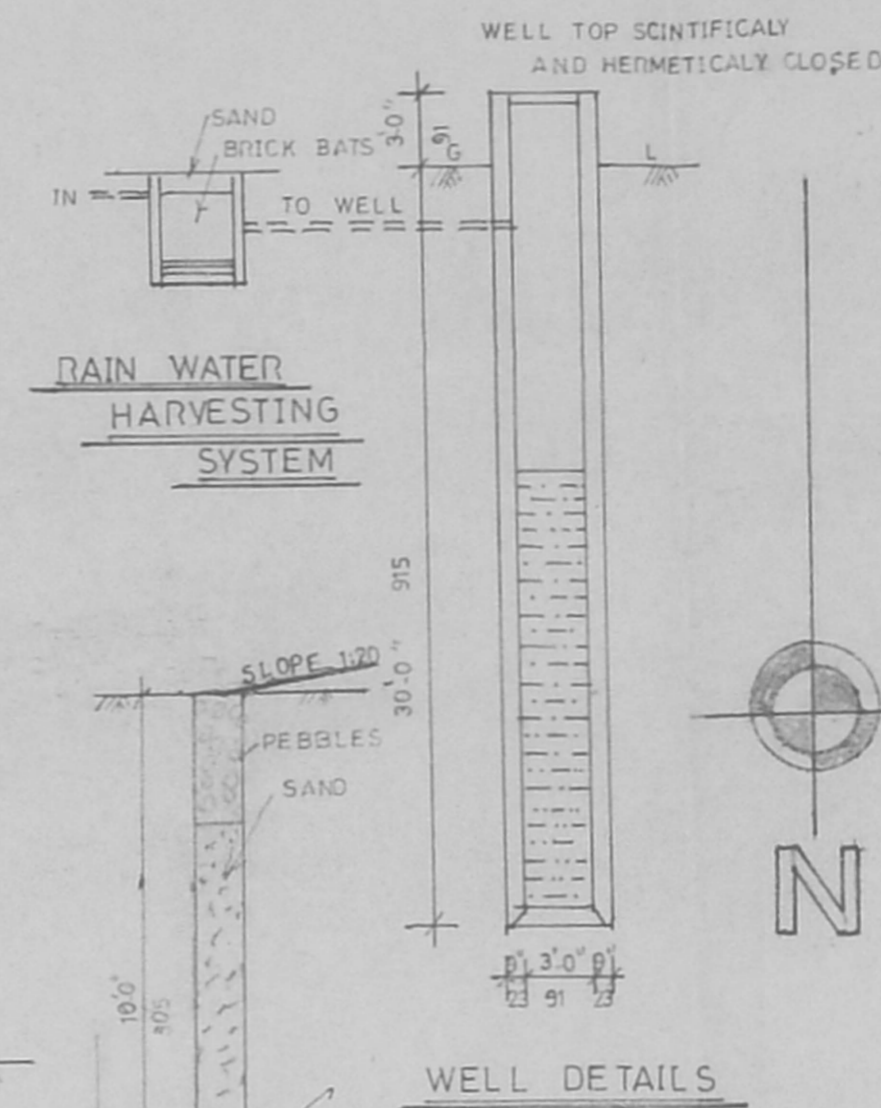 WELL TOP SCINTIFICALY
AND HERMETICALY CLOSED
SAND
BRICK BATS
3'-0"
91
G L
IN
TO WELL
RAIN WATER
HARVESTING
SYSTEM
915
30'-0"
SLOPE 1:20
PEBBLES
SAND
N
9" 3'-0" 9"
23 91 23
10'-0"
305
WELL DETAILS